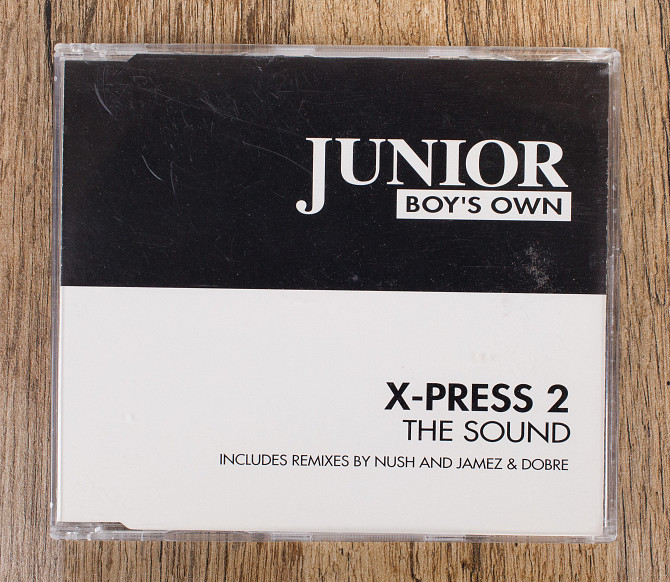 JUNIOR
BOY'S OWN
X-PRESS 2
THE SOUND
INCLUDES REMIXES BY NUSH AND JAMEZ & DOBRE